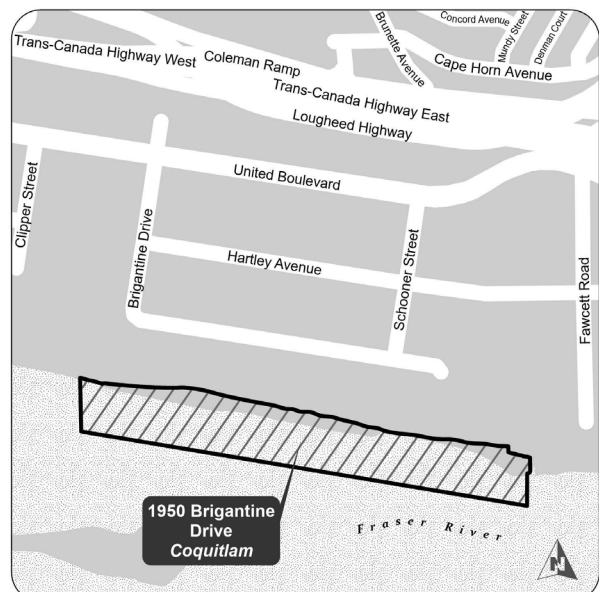 Concord Avenue
Mundy Street
Denman Court
Brunette Avenue
Cape Horn Avenue
Trans-Canada Highway West
Coleman Ramp
Trans-Canada Highway East
Lougheed Highway
United Boulevard
Clipper Street
Brigantine Drive
Hartley Avenue
Schooner Street
Fawcett Road
1950 Brigantine
Drive
Coquitlam
Fraser River
N